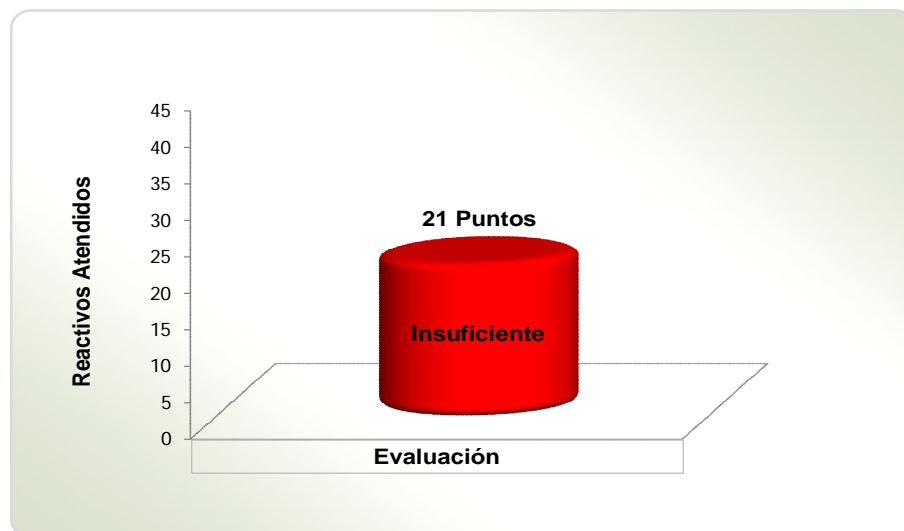 Reactivos Atendidos
45
40
35
30
25
20
15
10
5
0
21 Puntos
Insuficiente
Evaluación